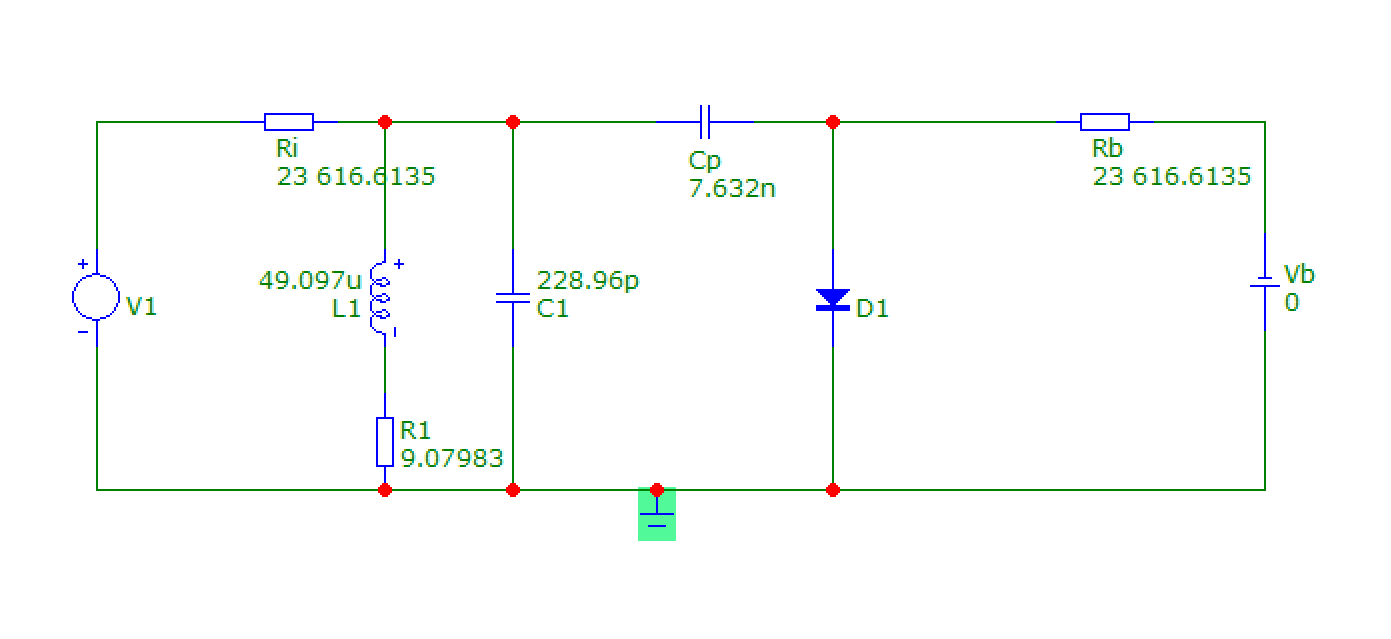 Ri
23 616.6135
Cp
7.632n
Rb
23 616.6135
V1
49.097u
L1
228.96p
C1
D1
Vb
0
R1
9.07983